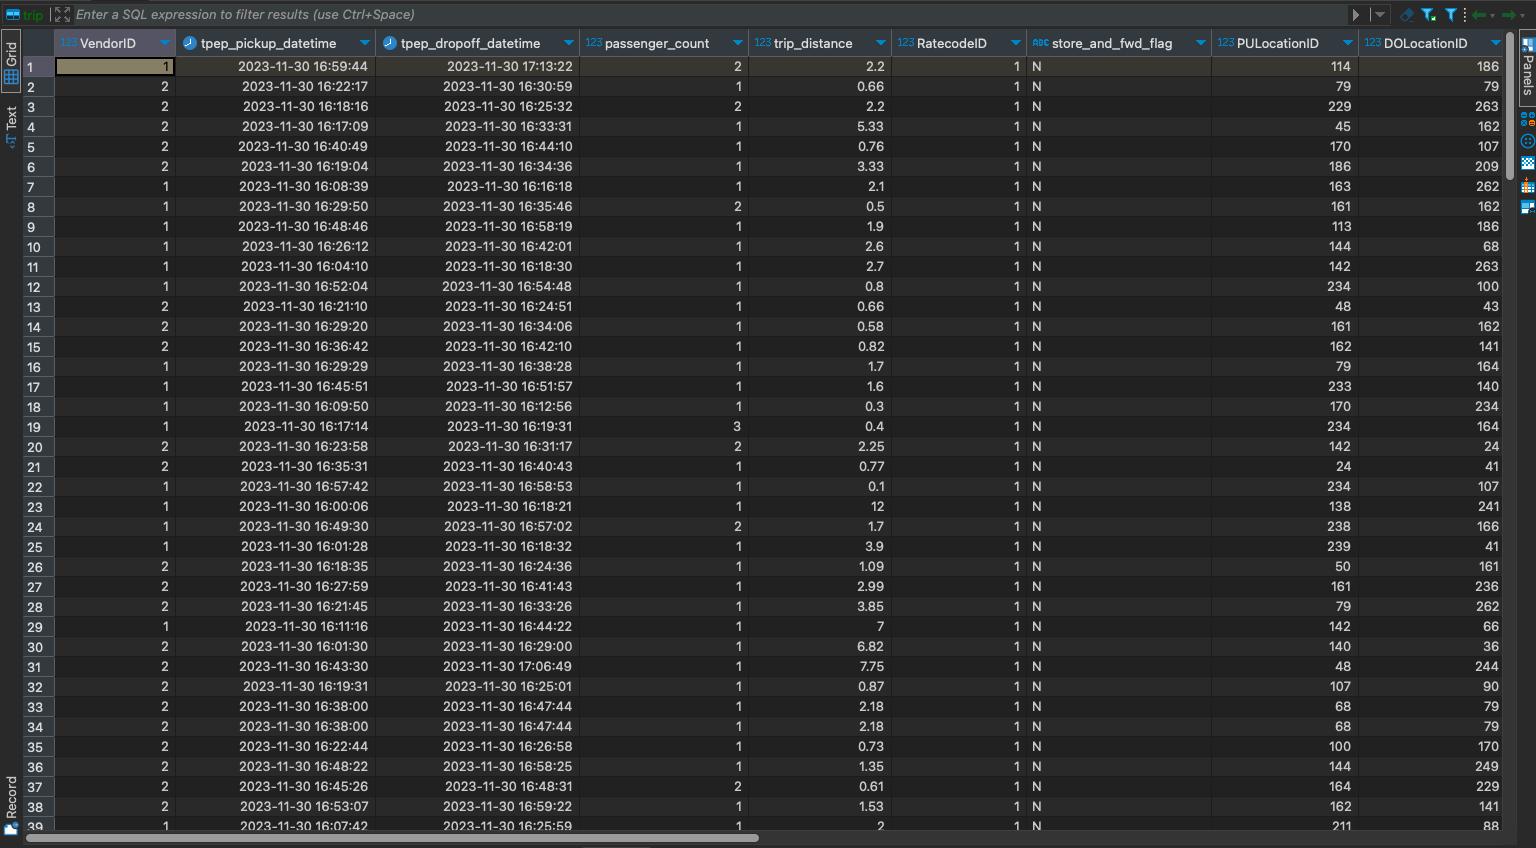 trip Enter a SQL expression to filter results (use Ctrl+Space)
Grid
Text
Record
Panels
123 VendorID tpep_pickup_datetime tpep_dropoff_datetime 123 passenger_count 123 trip_distance 123 RatecodeID ABC store_and_fwd_flag 123 PULocationID 123 DOLocationID
1 1 2023-11-30 16:59:44 2023-11-30 17:13:22 2 2.2 1 N 114 186
2 2 2023-11-30 16:22:17 2023-11-30 16:30:59 1 0.66 1 N 79 79
3 2 2023-11-30 16:18:16 2023-11-30 16:25:32 2 2.2 1 N 229 263
4 2 2023-11-30 16:17:09 2023-11-30 16:33:31 1 5.33 1 N 45 162
5 2 2023-11-30 16:40:49 2023-11-30 16:44:10 1 0.76 1 N 170 107
6 2 2023-11-30 16:19:04 2023-11-30 16:34:36 1 3.33 1 N 186 209
7 1 2023-11-30 16:08:39 2023-11-30 16:16:18 1 2.1 1 N 163 262
8 1 2023-11-30 16:29:50 2023-11-30 16:35:46 2 0.5 1 N 161 162
9 1 2023-11-30 16:48:46 2023-11-30 16:58:19 1 1.9 1 N 113 186
10 1 2023-11-30 16:26:12 2023-11-30 16:42:01 1 2.6 1 N 144 68
11 1 2023-11-30 16:04:10 2023-11-30 16:18:30 1 2.7 1 N 142 263
12 1 2023-11-30 16:52:04 2023-11-30 16:54:48 1 0.8 1 N 234 100
13 2 2023-11-30 16:21:10 2023-11-30 16:24:51 1 0.66 1 N 48 43
14 2 2023-11-30 16:29:20 2023-11-30 16:34:06 1 0.58 1 N 161 162
15 2 2023-11-30 16:36:42 2023-11-30 16:42:10 1 0.82 1 N 162 141
16 1 2023-11-30 16:29:29 2023-11-30 16:38:28 1 1.7 1 N 79 164
17 1 2023-11-30 16:45:51 2023-11-30 16:51:57 1 1.6 1 N 233 140
18 1 2023-11-30 16:09:50 2023-11-30 16:12:56 1 0.3 1 N 170 234
19 1 2023-11-30 16:17:14 2023-11-30 16:19:31 3 0.4 1 N 234 164
20 2 2023-11-30 16:23:58 2023-11-30 16:31:17 2 2.25 1 N 142 24
21 2 2023-11-30 16:35:31 2023-11-30 16:40:43 1 0.77 1 N 24 41
22 1 2023-11-30 16:57:42 2023-11-30 16:58:53 1 0.1 1 N 234 107
23 1 2023-11-30 16:00:06 2023-11-30 16:18:21 1 12 1 N 138 241
24 1 2023-11-30 16:49:30 2023-11-30 16:57:02 2 1.7 1 N 238 166
25 1 2023-11-30 16:01:28 2023-11-30 16:18:32 1 3.9 1 N 239 41
26 2 2023-11-30 16:18:35 2023-11-30 16:24:36 1 1.09 1 N 50 161
27 2 2023-11-30 16:27:59 2023-11-30 16:41:43 1 2.99 1 N 161 236
28 2 2023-11-30 16:21:45 2023-11-30 16:33:26 1 3.85 1 N 79 262
29 1 2023-11-30 16:11:16 2023-11-30 16:44:22 1 7 1 N 142 66
30 2 2023-11-30 16:01:30 2023-11-30 16:29:00 1 6.82 1 N 140 36
31 2 2023-11-30 16:43:30 2023-11-30 17:06:49 1 7.75 1 N 48 244
32 2 2023-11-30 16:19:31 2023-11-30 16:25:01 1 0.87 1 N 107 90
33 2 2023-11-30 16:38:00 2023-11-30 16:47:44 1 2.18 1 N 68 79
34 2 2023-11-30 16:38:00 2023-11-30 16:47:44 1 2.18 1 N 68 79
35 2 2023-11-30 16:22:44 2023-11-30 16:26:58 1 0.73 1 N 100 170
36 2 2023-11-30 16:48:22 2023-11-30 16:58:25 1 1.35 1 N 144 249
37 2 2023-11-30 16:45:26 2023-11-30 16:48:31 2 0.61 1 N 164 229
38 2 2023-11-30 16:53:07 2023-11-30 16:59:22 1 1.53 1 N 162 141
39 1 2023-11-30 16:07:42 2023-11-30 16:25:59 1 2 1 N 211 88